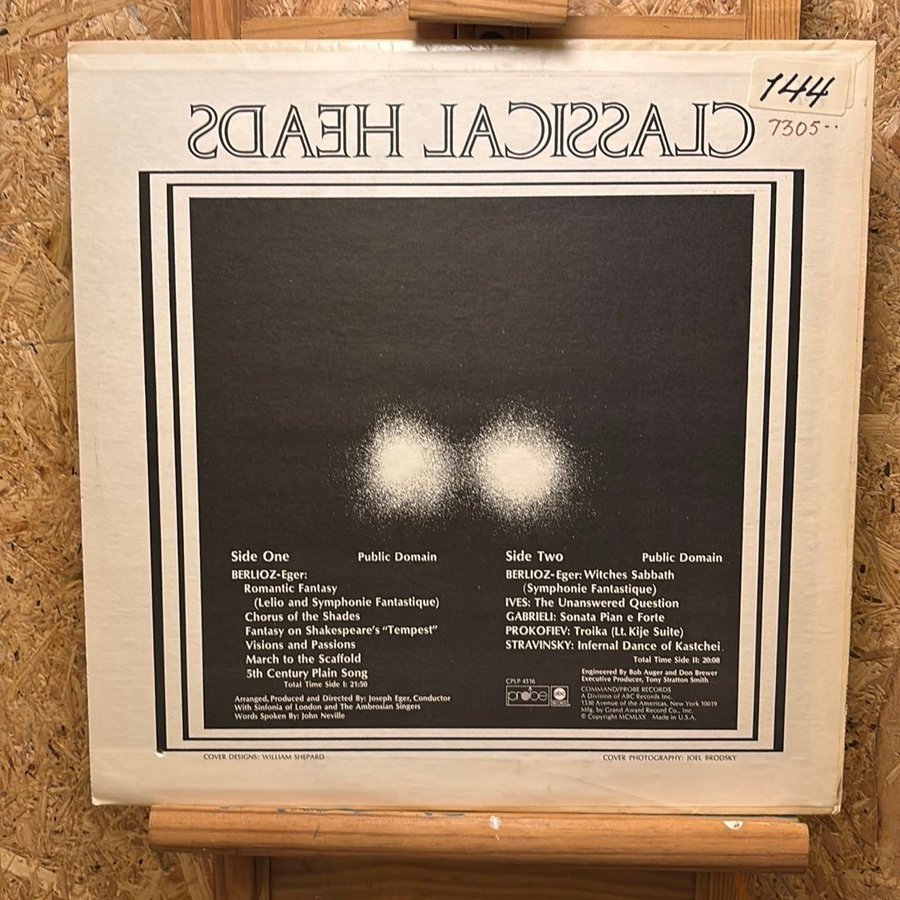 144
7305--
CLASSICAL HEADS
Side One Public Domain
BERLIOZ-Eger:
Romantic Fantasy
(Lelio and Symphonie Fantastique)
Chorus of the Shades
Fantasy on Shakespeare's "Tempest"
Visions and Passions
March to the Scaffold
5th Century Plain Song
Total Time Side I: 21:50
Arranged, Produced and Directed By: Joseph Eger, Conductor
With Sinfonia of London and The Ambrosian Singers
Words Spoken By: John Neville
Side Two Public Domain
BERLIOZ-Eger: Witches Sabbath
(Symphonie Fantastique)
IVES: The Unanswered Question
GABRIELI: Sonata Pian e Forte
PROKOFIEV: Troika (Lt. Kije Suite)
STRAVINSKY: Infernal Dance of Kastchei
Total Time Side II: 20:08
Engineered By Bob Auger and Don Brewer
Executive Producer, Tony Stratton Smith
CPLP 4516
probe
abc
RECORDS
COMMAND/PROBE RECORDS
A Division of ABC Records Inc.
1330 Avenue of the Americas, New York 10019
Mfg. by Grand Award Record Co., Inc.
© Copyright MCMLXX Made in U.S.A.
COVER DESIGNS: WILLIAM SHEPARD
COVER PHOTOGRAPHY: JOEL BRODSKY